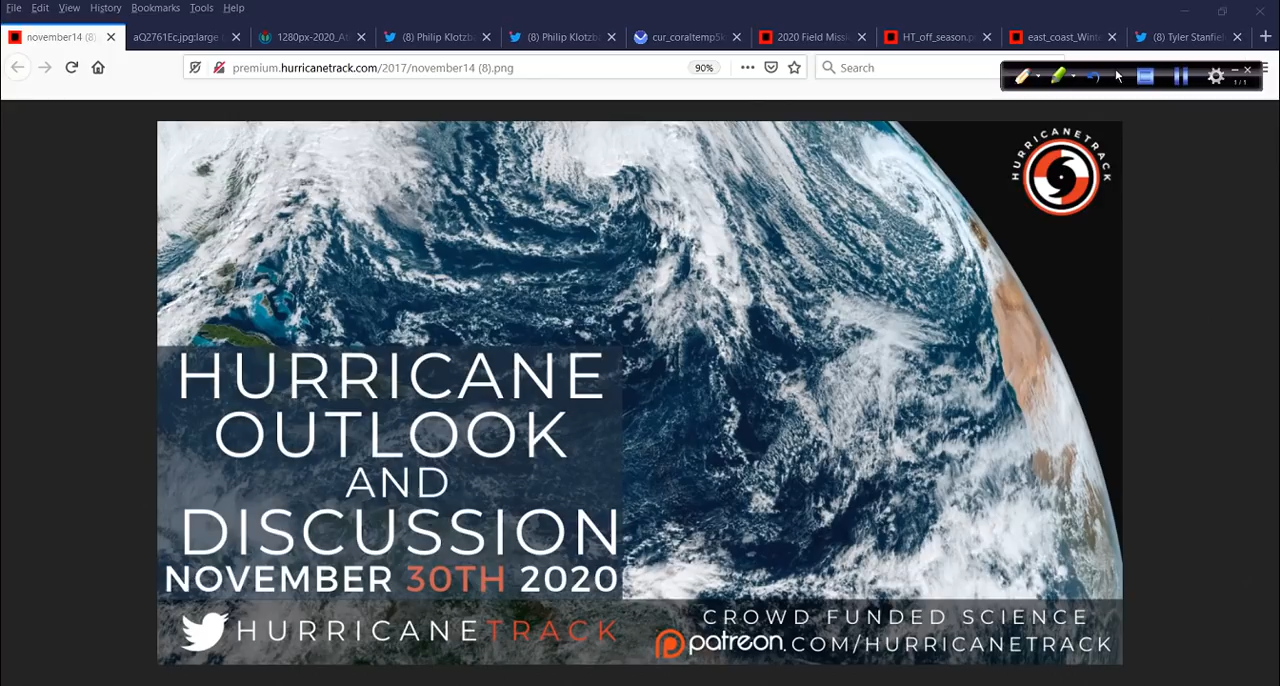 File Edit View History Bookmarks Tools Help
november14 (8).
aQ2761Ec.jpg:large
1280px-2020_At
(8) Philip Klotzb
(8) Philip Klotzb
cur_coraltemp5k
2020 Field Missi
HT_off_season.p
east_coast_Winte
(8) Tyler Stanfiel
premium.hurricanetrack.com/2017/november14 (8).png
90%
Search
1/1
HURRICANETRACK
HURRICANE
OUTLOOK
AND
DISCUSSION
NOVEMBER 30TH 2020
HURRICANETRACK
CROWD FUNDED SCIENCE
patreon.COM/HURRICANETRACK